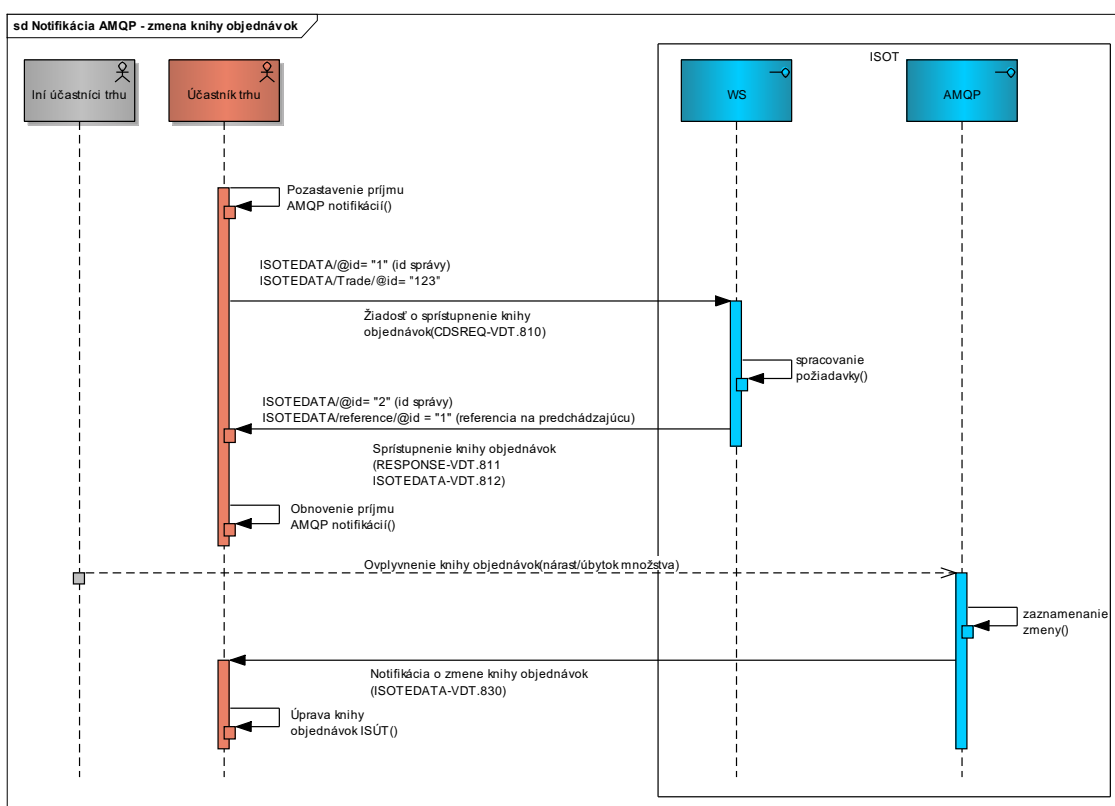 sd Notifikácia AMQP - zmena knihy objednávok
ISOT
Iní účastníci trhu
Účastník trhu
WS
AMQP
Pozastavenie príjmu
AMQP notifikácií()
ISOTEDATA/@id= "1" (id správy)
ISOTEDATA/Trade/@id= "123"
Žiadosť o sprístupnenie knihy
objednávok(CDSREQ-VDT.810)
spracovanie
požiadavky()
ISOTEDATA/@id= "2" (id správy)
ISOTEDATA/reference/@id = "1" (referencia na predchádzajúcu)
Sprístupnenie knihy objednávok
(RESPONSE-VDT.811
ISOTEDATA-VDT.812)
Obnovenie príjmu
AMQP notifikácií()
Ovplyvnenie knihy objednávok(nárast/úbytok množstva)
zaznamenanie
zmeny()
Notifikácia o zmene knihy objednávok
(ISOTEDATA-VDT.830)
Úprava knihy
objednávok ISÚT()